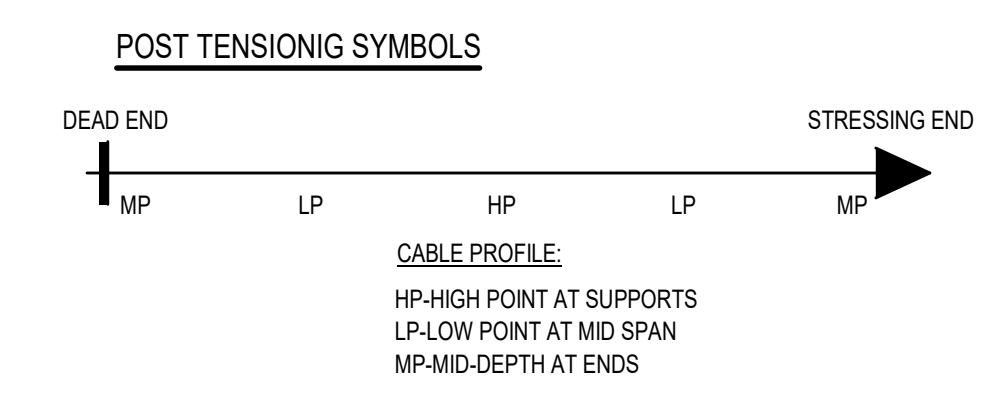 POST TENSIONIG SYMBOLS
DEAD END STRESSING END
MP LP HP LP MP
CABLE PROFILE:
HP-HIGH POINT AT SUPPORTS
LP-LOW POINT AT MID SPAN
MP-MID-DEPTH AT ENDS